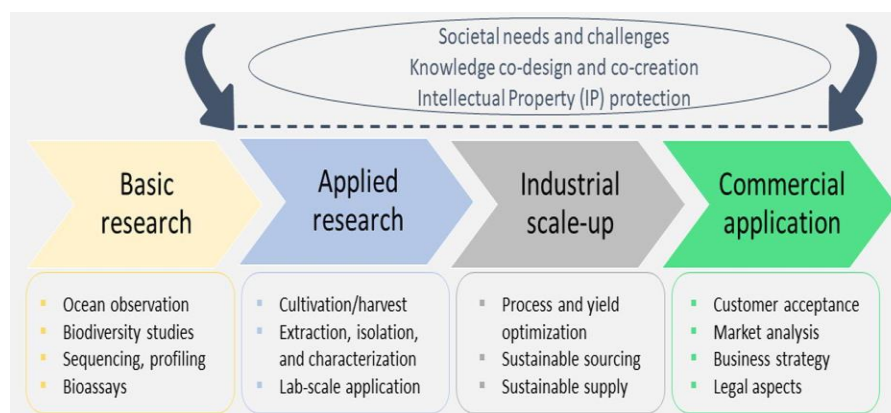 Societal needs and challenges
Knowledge co-design and co-creation
Intellectual Property (IP) protection
Basic
research
Applied
research
Industrial
scale-up
Commercial
application
Ocean observation
Biodiversity studies
Sequencing, profiling
Bioassays
Cultivation/harvest
Extraction, isolation,
and characterization
Lab-scale application
Process and yield
optimization
Sustainable sourcing
Sustainable supply
Customer acceptance
Market analysis
Business strategy
Legal aspects